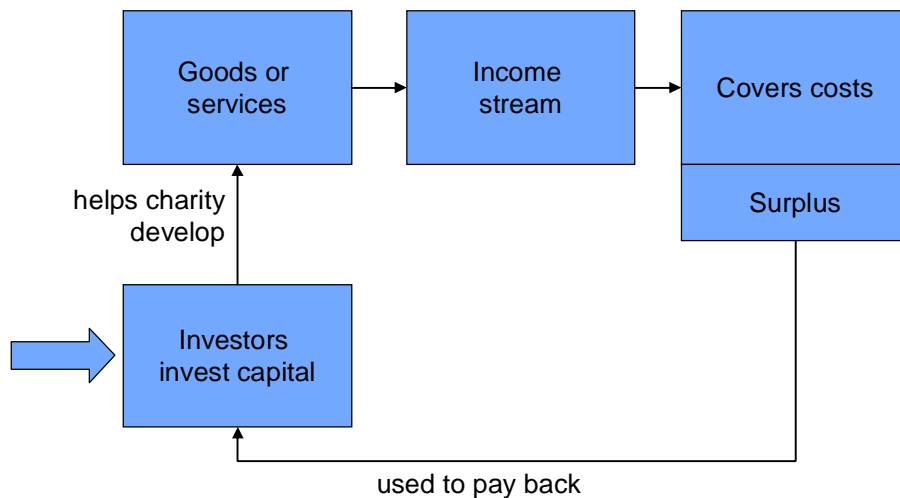 Goods or
services
Income
stream
Covers costs
Surplus
helps charity
develop
Investors
invest capital
used to pay back